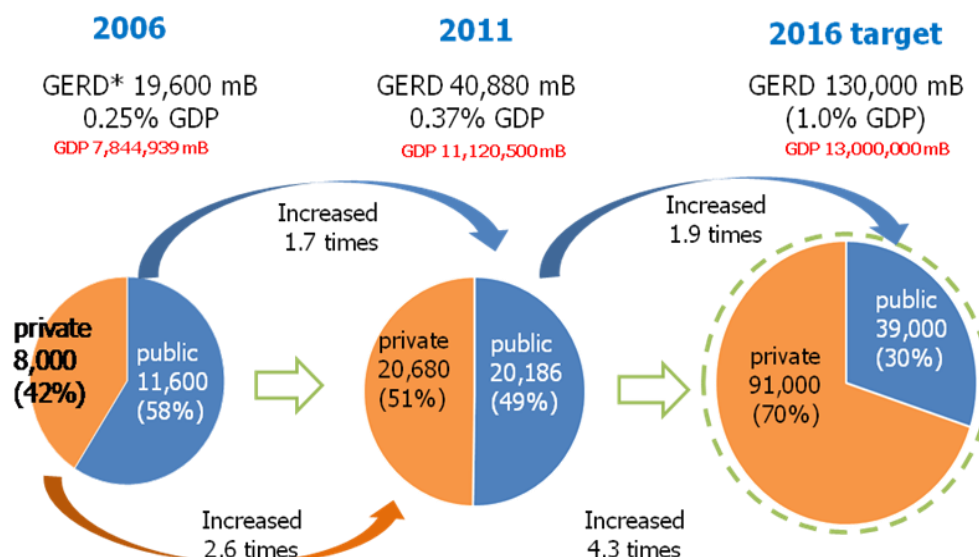 2006
GERD* 19,600 mB
0.25% GDP
GDP 7,844,939 mB
2011
GERD 40,880 mB
0.37% GDP
GDP 11,120,500 mB
2016 target
GERD 130,000 mB
(1.0% GDP)
GDP 13,000,000 mB
Increased
1.7 times
Increased
1.9 times
private
8,000
(42%)
public
11,600
(58%)
private
20,680
(51%)
public
20,186
(49%)
private
91,000
(70%)
public
39,000
(30%)
Increased
2.6 times
Increased
4.3 times